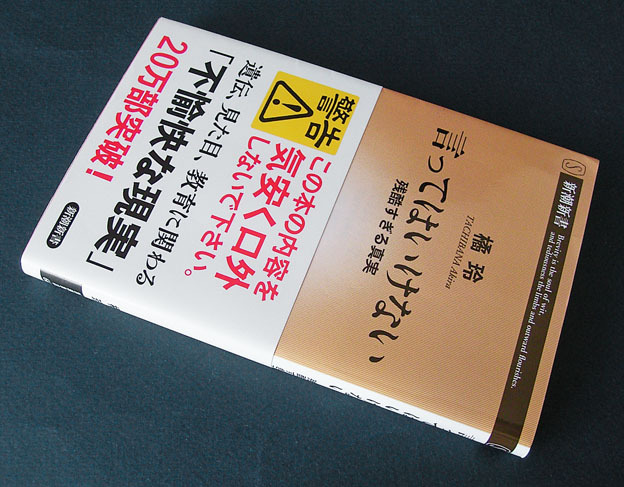 新潮新書
Brevity is the soul of wit,
and tediousness the limbs and outward flourishes.
橘 玲
TACHIBANA Akira
言ってはいけない
残酷すぎる真実
警告
この本の内容を
気安く口外
しないで下さい。
遺伝、見た目、教育に関わる
「不愉快な現実」
20万部突破!
新潮新書